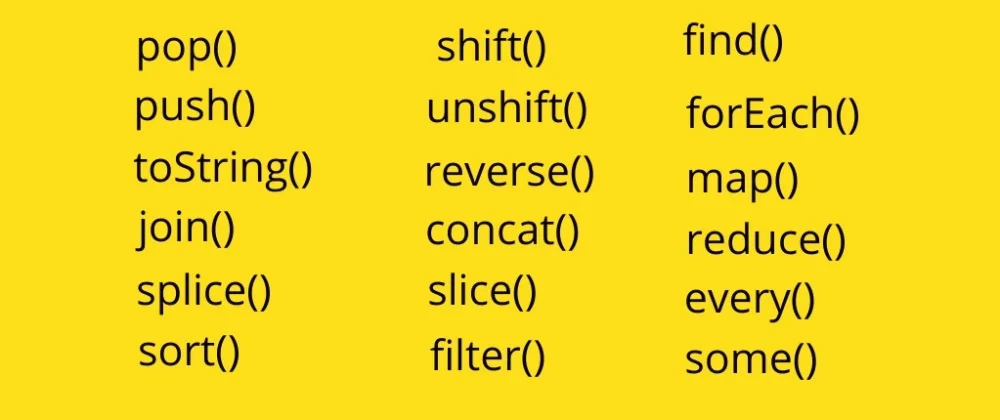 pop()
push()
toString()
join()
splice()
sort()
shift()
unshift()
reverse()
concat()
slice()
filter()
find()
forEach()
map()
reduce()
every()
some()